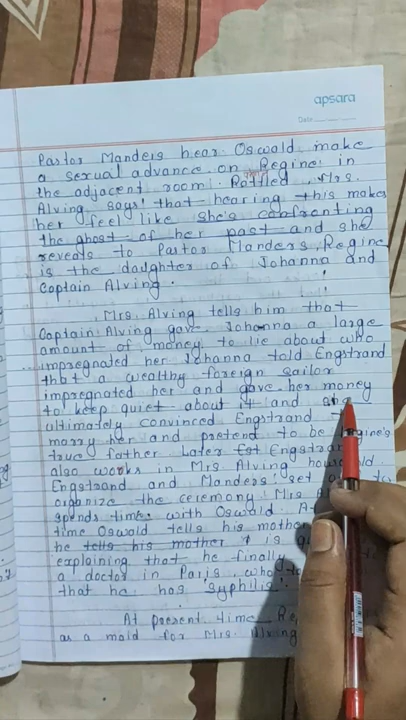 apsara
Date
Pastor Manders hear Oswald make
a sexual advance on Regine in
the adjacent room. Mrs.
Alving says that hearing this makes
her feel like she's confronting
the ghost of her past and she
reveals to Pastor Manders, Regine
is the daughter of Johanna and
Captain Alving.
Mrs. Alving tells him that
Captain Alving gave Johanna a large
amount of money to lie about who
impregnated her Johanna told Engstrand
that a wealthy foreign sailor
impregnated her and gave her money
to keep quiet about it and she
ultimately convinced Engstrand
marry her and pretend to be
true father Later Engstrand
also works in Mrs Alving
Engstrand and Manders set
organize the ceremony Mrs
spends time with Oswald.
time Oswald tells his mother
he tells his mother is
explaining that he finally
a doctor in Paris, who
that he has syphilis.
At present time
as a maid for Mrs. Alving